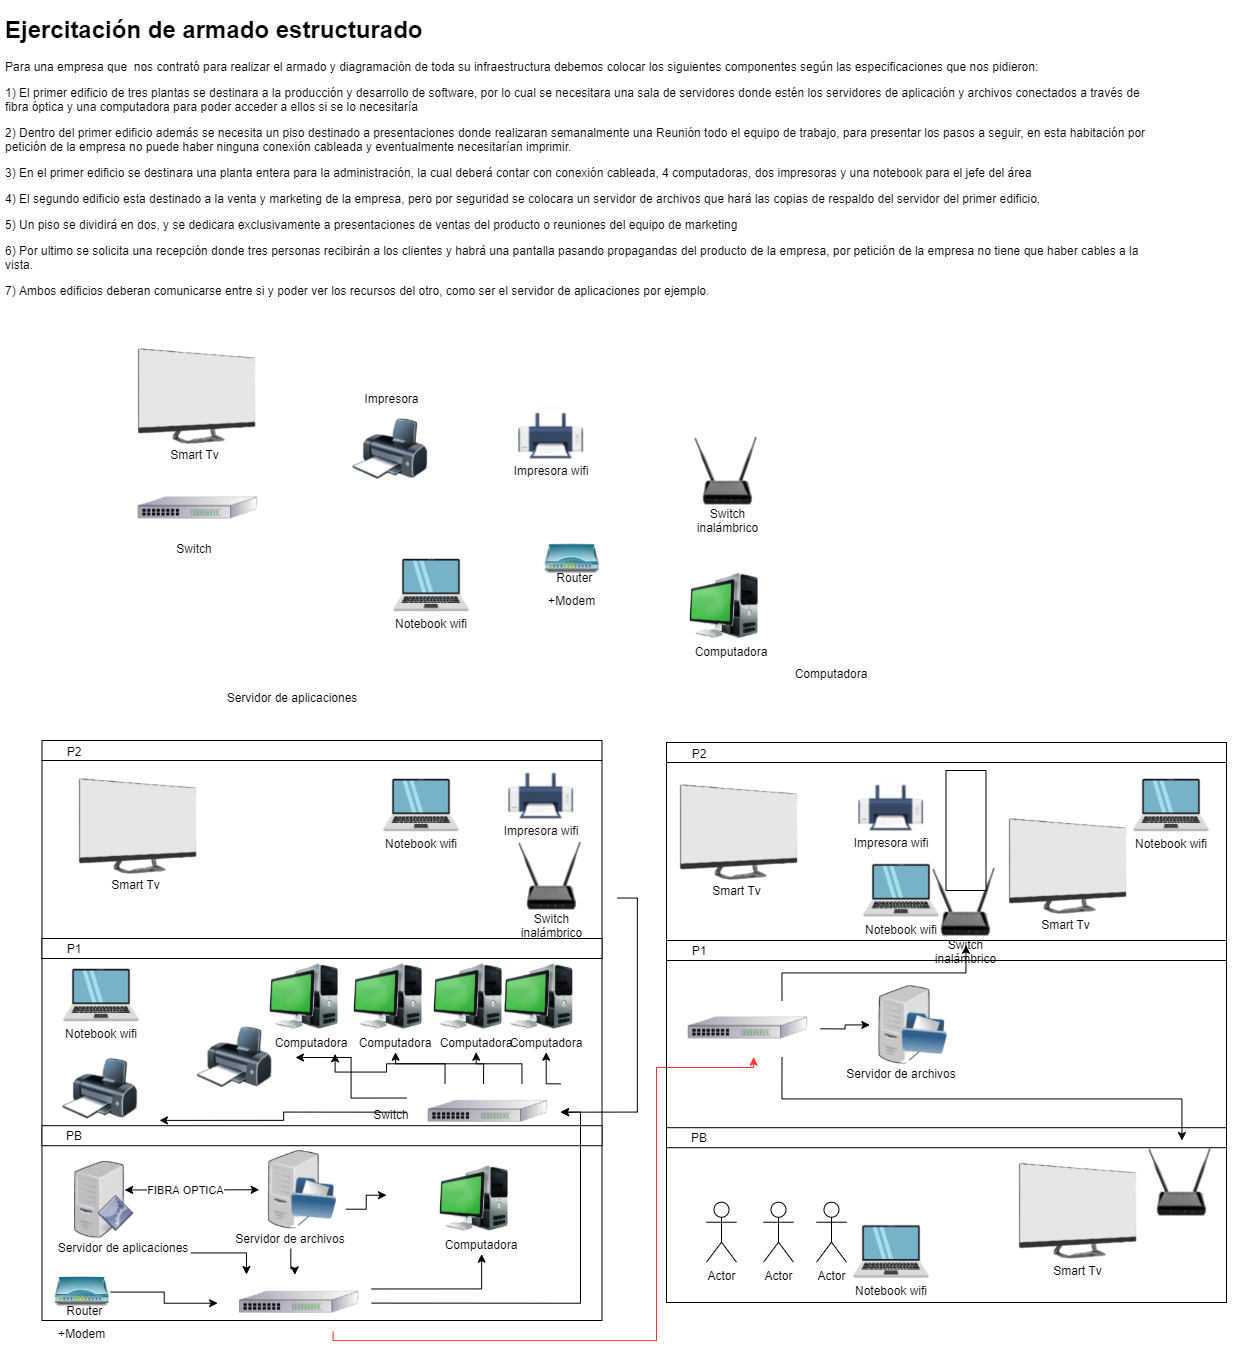 Ejercitación de armado estructurado
Para una empresa que  nos contrató para realizar el armado y diagramación de toda su infraestructura debemos colocar los siguientes componentes según las especificaciones que nos pidieron:
1) El primer edificio de tres plantas se destinara a la producción y desarrollo de software, por lo cual se necesitara una sala de servidores donde estén los servidores de aplicación y archivos conectados a través de
fibra óptica y una computadora para poder acceder a ellos si se lo necesitaría
2) Dentro del primer edificio además se necesita un piso destinado a presentaciones donde realizaran semanalmente una Reunión todo el equipo de trabajo, para presentar los pasos a seguir, en esta habitación por
petición de la empresa no puede haber ninguna conexión cableada y eventualmente necesitarían imprimir.
3) En el primer edificio se destinara una planta entera para la administración, la cual deberá contar con conexión cableada, 4 computadoras, dos impresoras y una notebook para el jefe del área
4) El segundo edificio esta destinado a la venta y marketing de la empresa, pero por seguridad se colocara un servidor de archivos que hará las copias de respaldo del servidor del primer edificio.
5) Un piso se dividirá en dos, y se dedicara exclusivamente a presentaciones de ventas del producto o reuniones del equipo de marketing
6) Por ultimo se solicita una recepción donde tres personas recibirán a los clientes y habrá una pantalla pasando propagandas del producto de la empresa, por petición de la empresa no tiene que haber cables a la
vista.
7) Ambos edificios deberan comunicarse entre si y poder ver los recursos del otro, como ser el servidor de aplicaciones por ejemplo.
Impresora
Smart Tv
Impresora wifi
Switch
inalámbrico
Switch
Router
+Modem
Notebook wifi
Computadora
Computadora
Servidor de aplicaciones
P2
Smart Tv
Notebook wifi
Impresora wifi
Switch
inalámbrico
P1
Notebook wifi
Computadora
Computadora
Computadora
Computadora
Switch
PB
FIBRA OPTICA
Servidor de aplicaciones
Servidor de archivos
Computadora
Router
+Modem
P2
Smart Tv
Impresora wifi
Notebook wifi
Notebook wifi
Smart Tv
Switch
inalámbrico
P1
Servidor de archivos
PB
Actor
Actor
Actor
Notebook wifi
Smart Tv